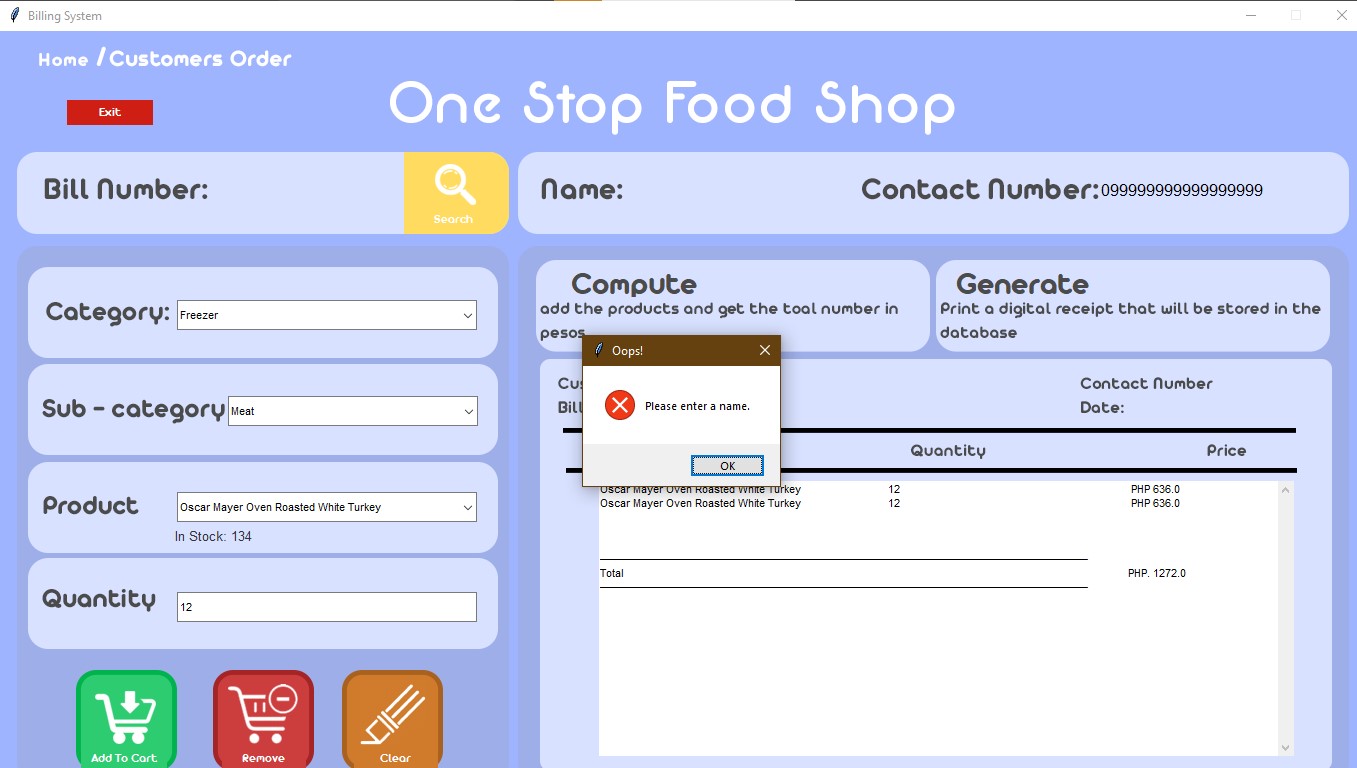 Billing System
Home / Customers Order
Exit
One Stop Food Shop
Bill Number:
Search
Name:
Contact Number: 099999999999999999
Category:
Freezer
Sub - category
Meat
Product
Oscar Mayer Oven Roasted White Turkey
In Stock: 134
Quantity
12
Add To Cart
Remove
Clear
Compute
add the products and get the toal number in
pesos
Generate
Print a digital receipt that will be stored in the
database
Oops!
Please enter a name.
OK
Cus
Bill
Contact Number
Date:
Quantity
Price
Oscar Mayer Oven Roasted White Turkey 12 PHP 636.0
Oscar Mayer Oven Roasted White Turkey 12 PHP 636.0
Total PHP. 1272.0